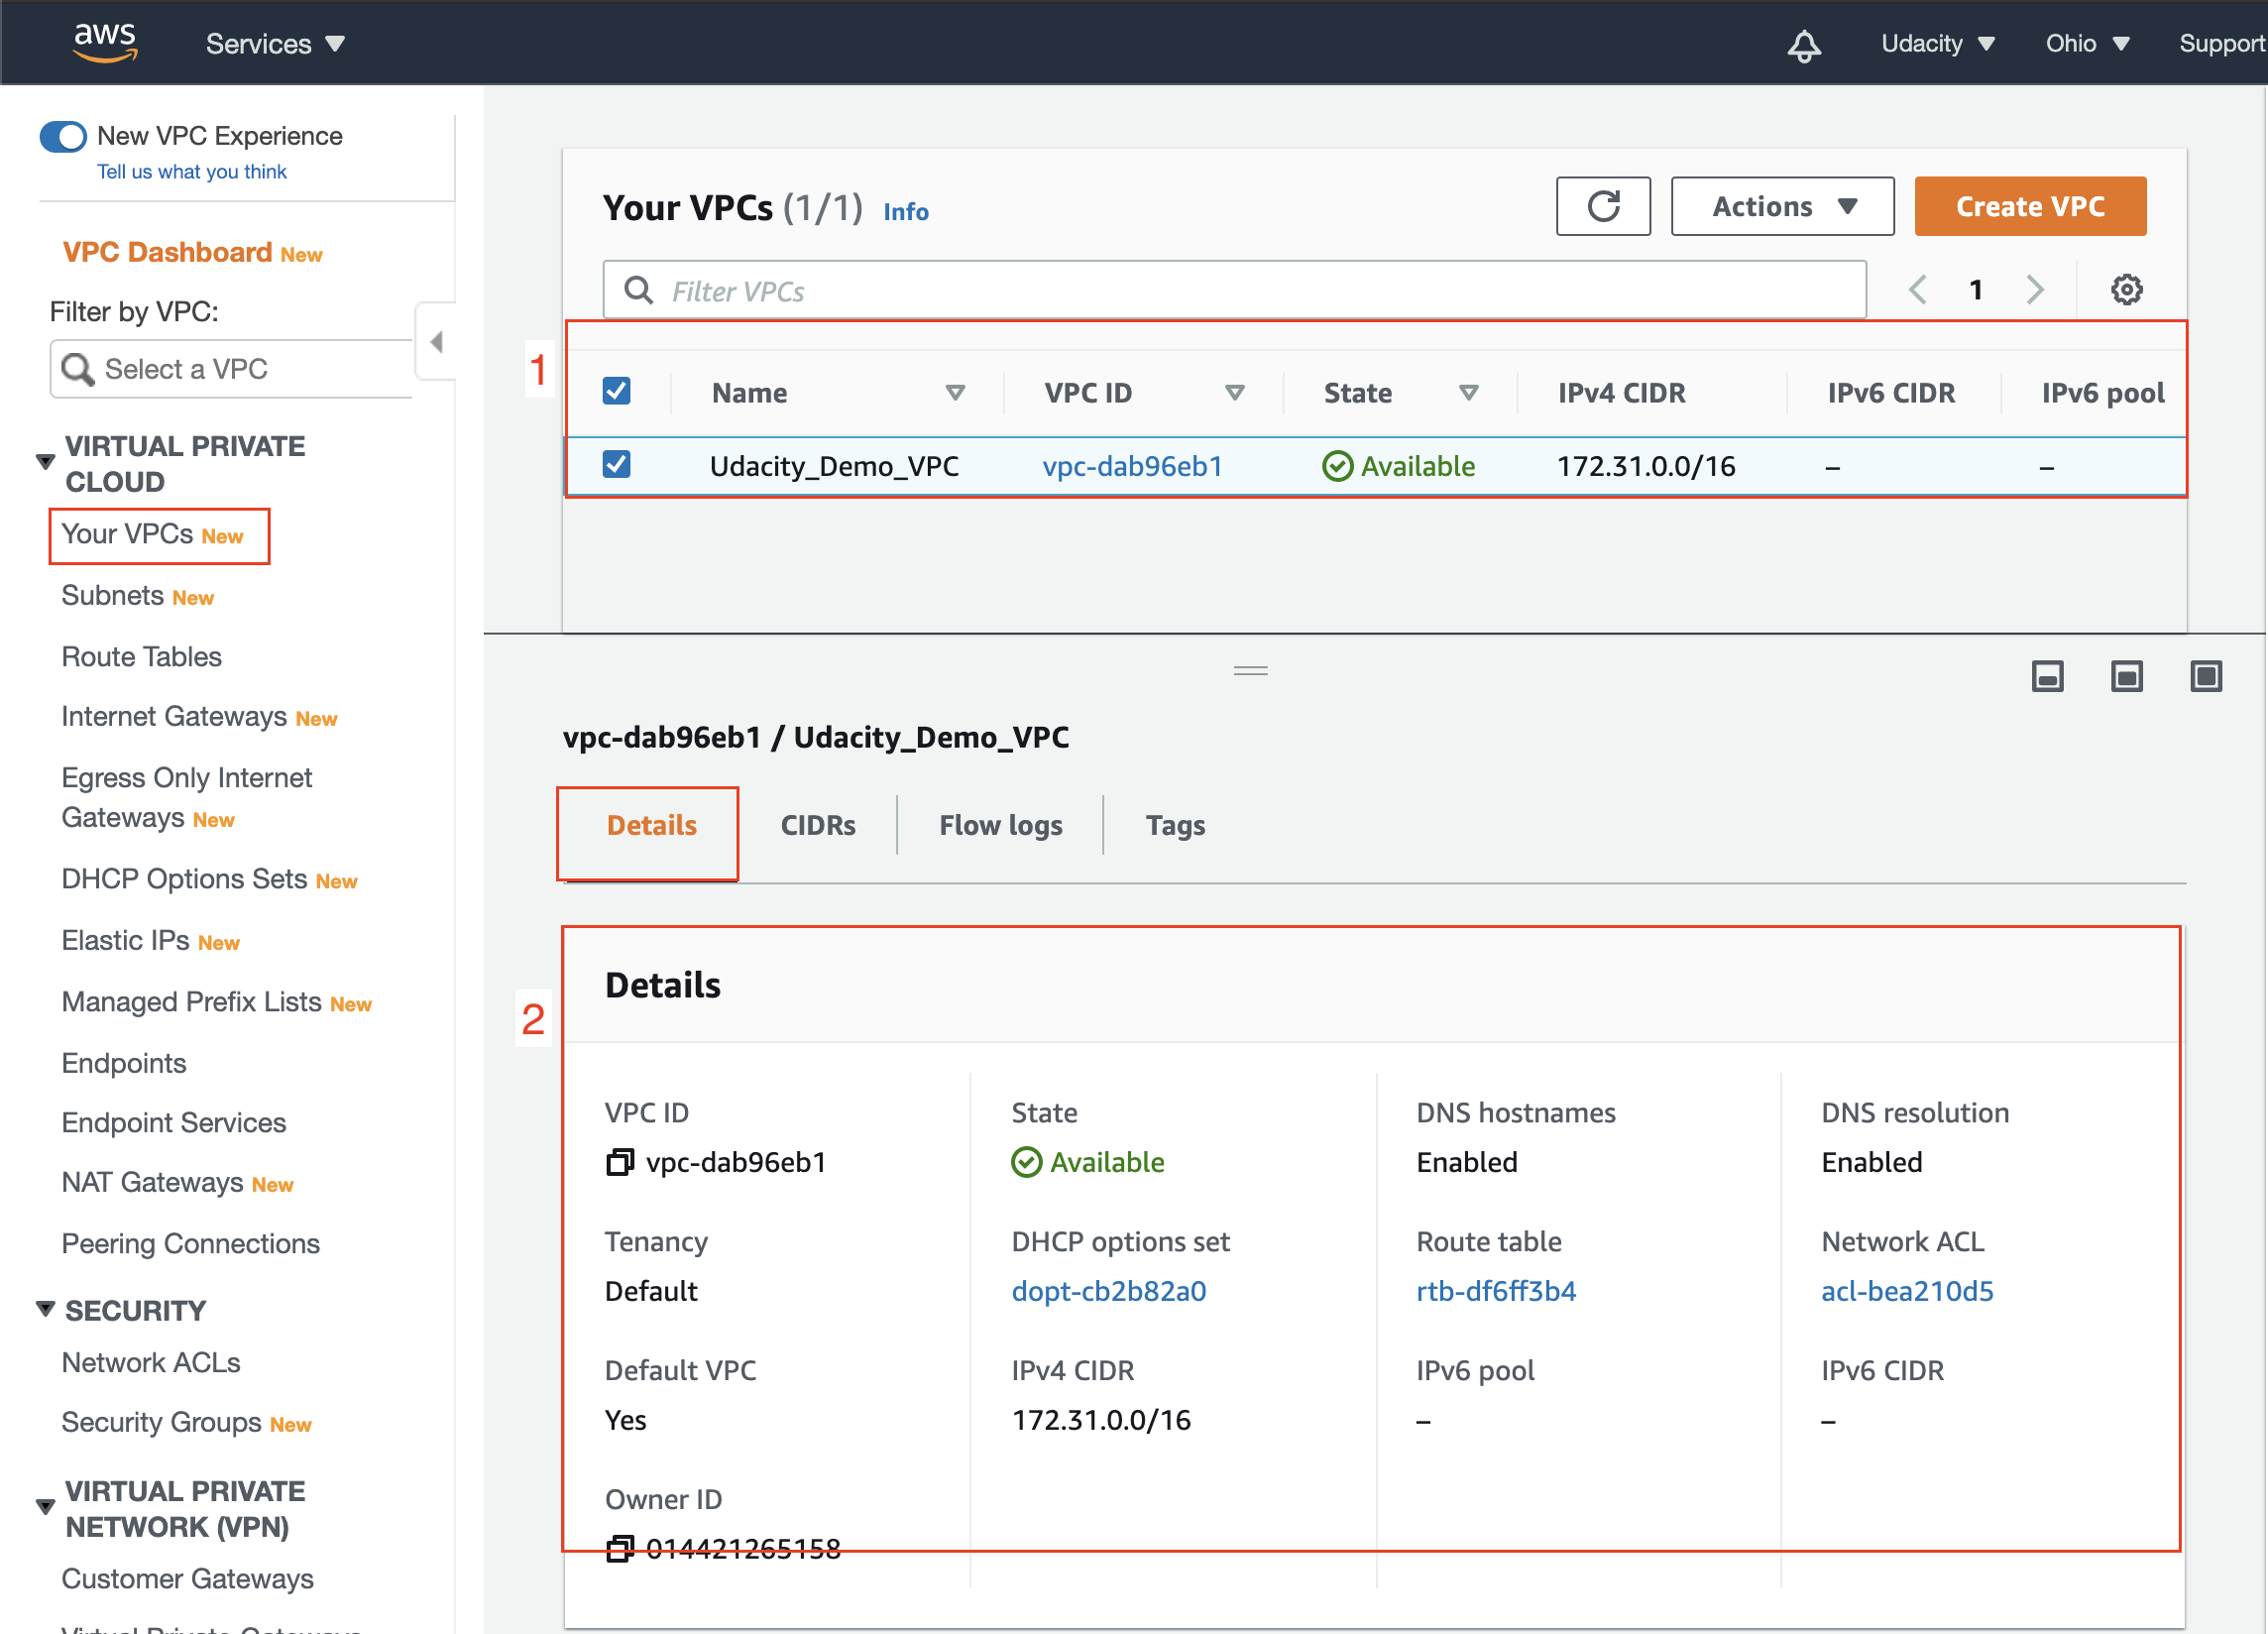 aws
Services
Udacity
Ohio
Support
New VPC Experience
Tell us what you think
VPC Dashboard New
Filter by VPC:
Select a VPC
VIRTUAL PRIVATE
CLOUD
Your VPCs New
Subnets New
Route Tables
Internet Gateways New
Egress Only Internet
Gateways New
DHCP Options Sets New
Elastic IPs New
Managed Prefix Lists New
Endpoints
Endpoint Services
NAT Gateways New
Peering Connections
SECURITY
Network ACLs
Security Groups New
VIRTUAL PRIVATE
NETWORK (VPN)
Customer Gateways
Virtual Private Gateways
Your VPCs (1/1) Info
Actions
Create VPC
Filter VPCs
1
1
Name VPC ID State IPv4 CIDR IPv6 CIDR IPv6 pool
Udacity_Demo_VPC vpc-dab96eb1 Available 172.31.0.0/16 – –
vpc-dab96eb1 / Udacity_Demo_VPC
Details CIDRs Flow logs Tags
2
Details
VPC ID State DNS hostnames DNS resolution
vpc-dab96eb1 Available Enabled Enabled
Tenancy DHCP options set Route table Network ACL
Default dopt-cb2b82a0 rtb-df6ff3b4 acl-bea210d5
Default VPC IPv4 CIDR IPv6 pool IPv6 CIDR
Yes 172.31.0.0/16 – –
Owner ID
014421265158